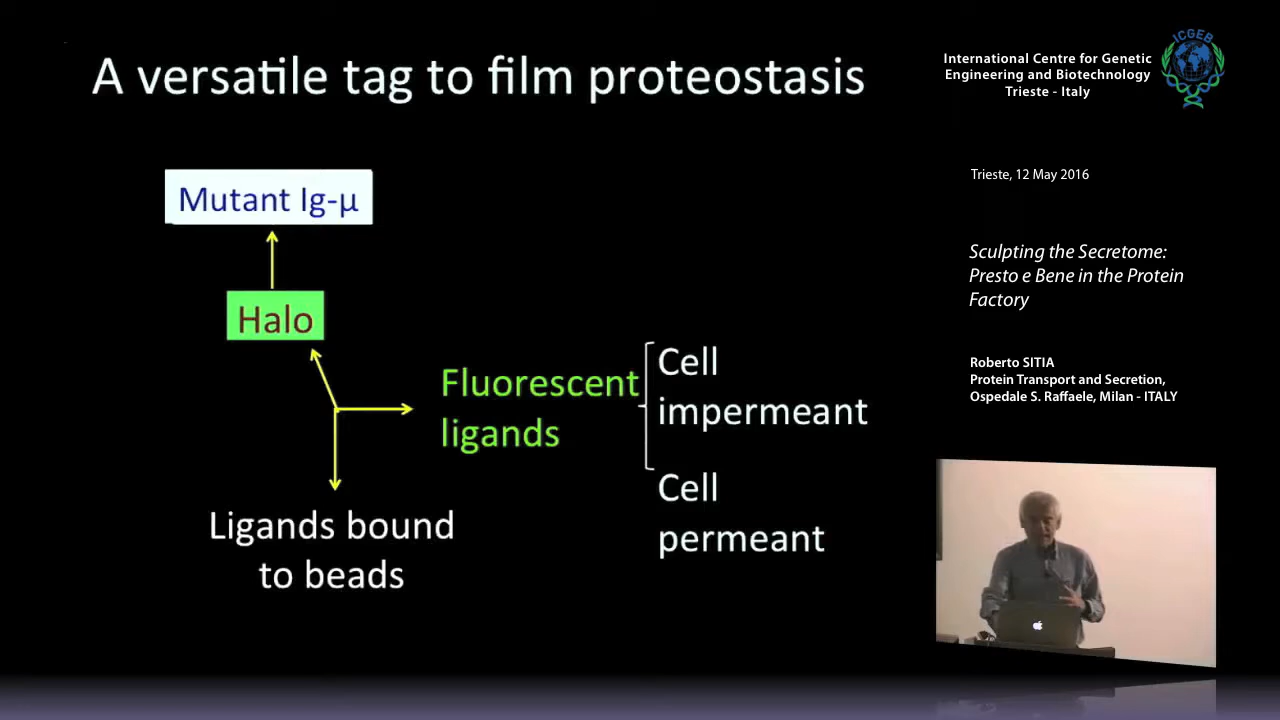 A versatile tag to film proteostasis
Mutant Ig-μ
Halo
Fluorescent
ligands
Cell
impermeant
Cell
permeant
Ligands bound
to beads
International Centre for Genetic
Engineering and Biotechnology
Trieste - Italy
ICGEB
Trieste, 12 May 2016
Sculpting the Secretome:
Presto e Bene in the Protein
Factory
Roberto SITIA
Protein Transport and Secretion,
Ospedale S. Raffaele, Milan - ITALY